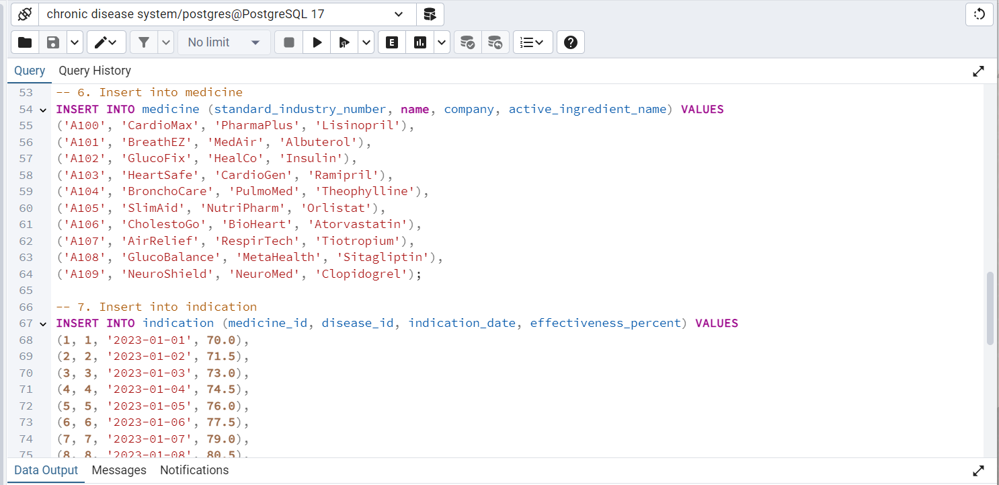 chronic disease system/postgres@PostgreSQL 17
No limit
E
Query Query History
53 -- 6. Insert into medicine
54 INSERT INTO medicine (standard_industry_number, name, company, active_ingredient_name) VALUES
55 ('A100', 'CardioMax', 'PharmaPlus', 'Lisinopril'),
56 ('A101', 'BreathEZ', 'MedAir', 'Albuterol'),
57 ('A102', 'GlucoFix', 'HealCo', 'Insulin'),
58 ('A103', 'HeartSafe', 'CardioGen', 'Ramipril'),
59 ('A104', 'BronchoCare', 'PulmoMed', 'Theophylline'),
60 ('A105', 'SlimAid', 'NutriPharm', 'Orlistat'),
61 ('A106', 'CholestoGo', 'BioHeart', 'Atorvastatin'),
62 ('A107', 'AirRelief', 'RespirTech', 'Tiotropium'),
63 ('A108', 'GlucoBalance', 'MetaHealth', 'Sitagliptin'),
64 ('A109', 'NeuroShield', 'NeuroMed', 'Clopidogrel');
65
66 -- 7. Insert into indication
67 INSERT INTO indication (medicine_id, disease_id, indication_date, effectiveness_percent) VALUES
68 (1, 1, '2023-01-01', 70.0),
69 (2, 2, '2023-01-02', 71.5),
70 (3, 3, '2023-01-03', 73.0),
71 (4, 4, '2023-01-04', 74.5),
72 (5, 5, '2023-01-05', 76.0),
73 (6, 6, '2023-01-06', 77.5),
74 (7, 7, '2023-01-07', 79.0),
75 (8, 8, '2023-01-08', 80.5),
Data Output Messages Notifications